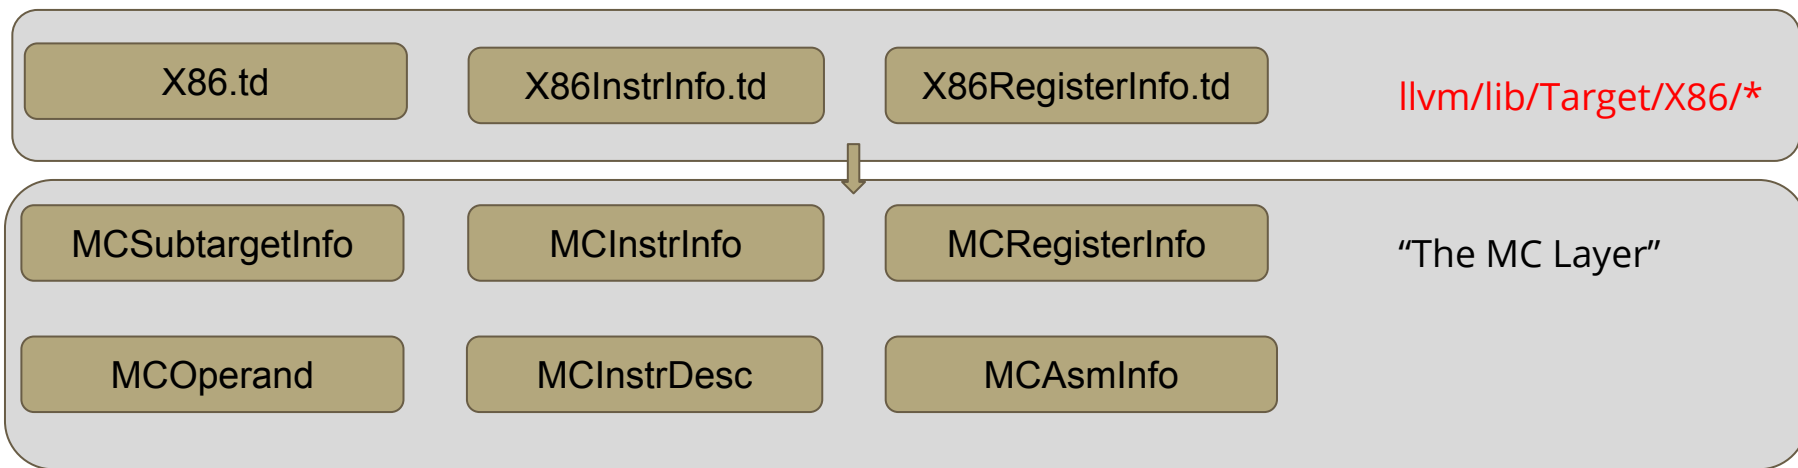 X86.td
X86InstrInfo.td
X86RegisterInfo.td
llvm/lib/Target/X86/*
MCSubtargetInfo
MCInstrInfo
MCRegisterInfo
“The MC Layer”
MCOperand
MCInstrDesc
MCAsmInfo